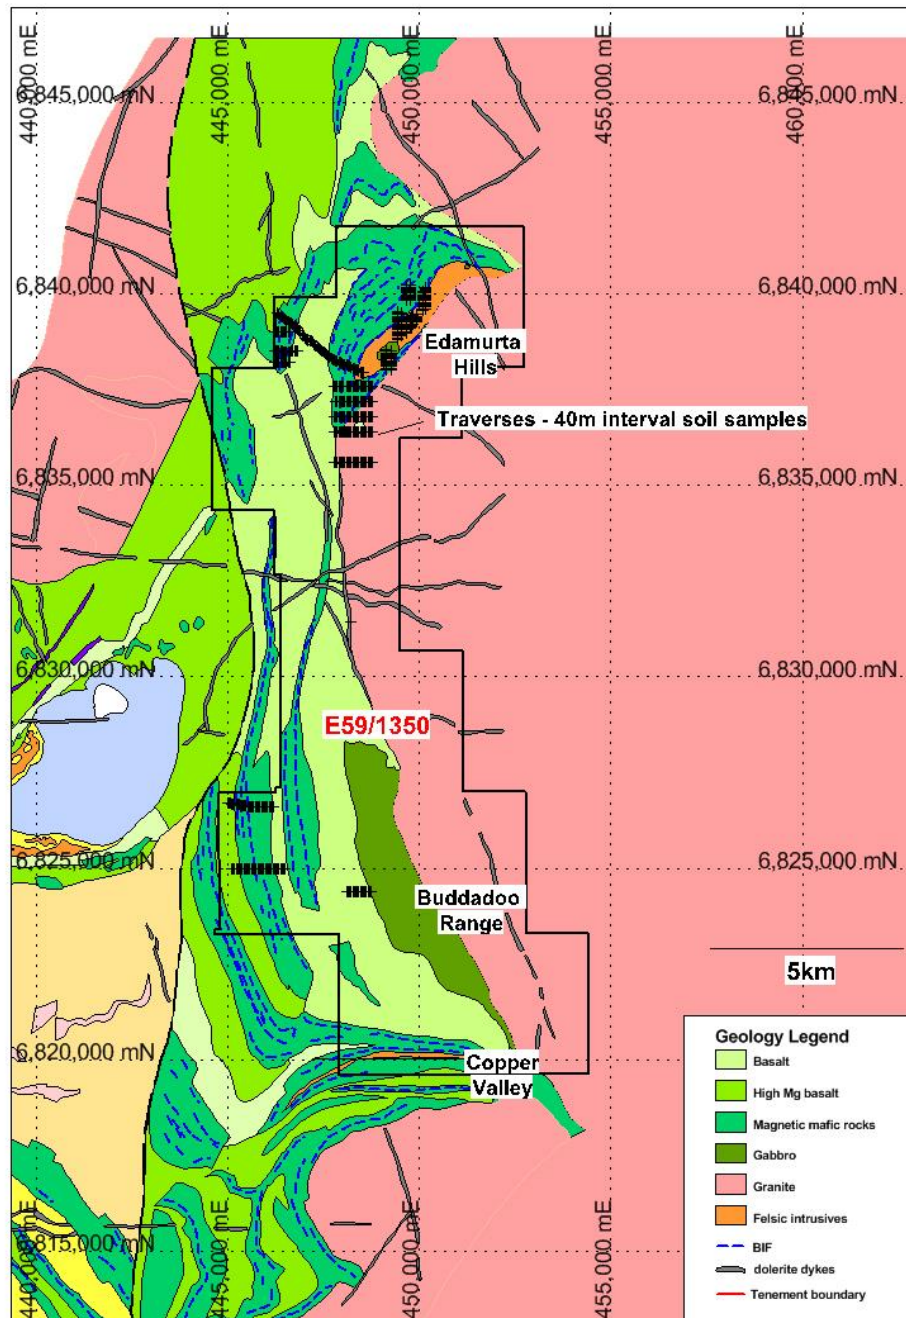 440,000 mE
445,000 mE
450,000 mE
455,000 mE
460,000 mE
6,845,000 mN
6,845,000 mN
6,840,000 mN
6,840,000 mN
Edamurta
Hills
Traverses - 40m interval soil samples
6,835,000 mN
6,835,000 mN
6,830,000 mN
6,830,000 mN
E59/1350
6,825,000 mN
6,825,000 mN
Buddadoo
Range
5km
6,820,000 mN
Copper
Valley
6,815,000 mN
440,000 mE
445,000 mE
450,000 mE
455,000 mE
Geology Legend
Basalt
High Mg basalt
Magnetic mafic rocks
Gabbro
Granite
Felsic intrusives
BIF
dolerite dykes
Tenement boundary